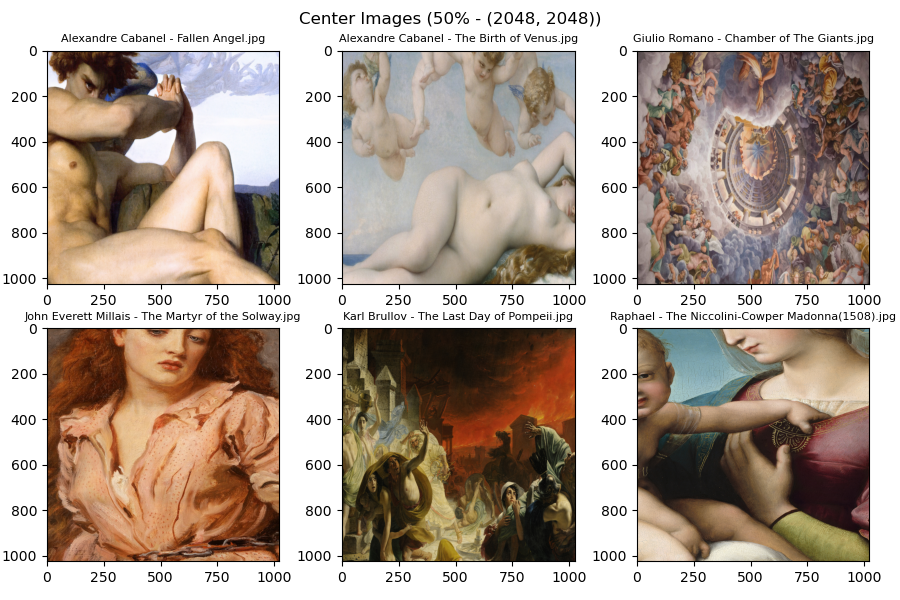 Center Images (50% - (2048, 2048))
Alexandre Cabanel - Fallen Angel.jpg
Alexandre Cabanel - The Birth of Venus.jpg
Giulio Romano - Chamber of The Giants.jpg
0 0 0
200 200 200
400 400 400
600 600 600
800 800 800
1000 1000 1000
0 250 500 750 1000 0 250 500 750 1000 0 250 500 750 1000
John Everett Millais - The Martyr of the Solway.jpg
Karl Brullov - The Last Day of Pompeii.jpg
Raphael - The Niccolini-Cowper Madonna(1508).jpg
0 0 0
200 200 200
400 400 400
600 600 600
800 800 800
1000 1000 1000
0 250 500 750 1000 0 250 500 750 1000 0 250 500 750 1000